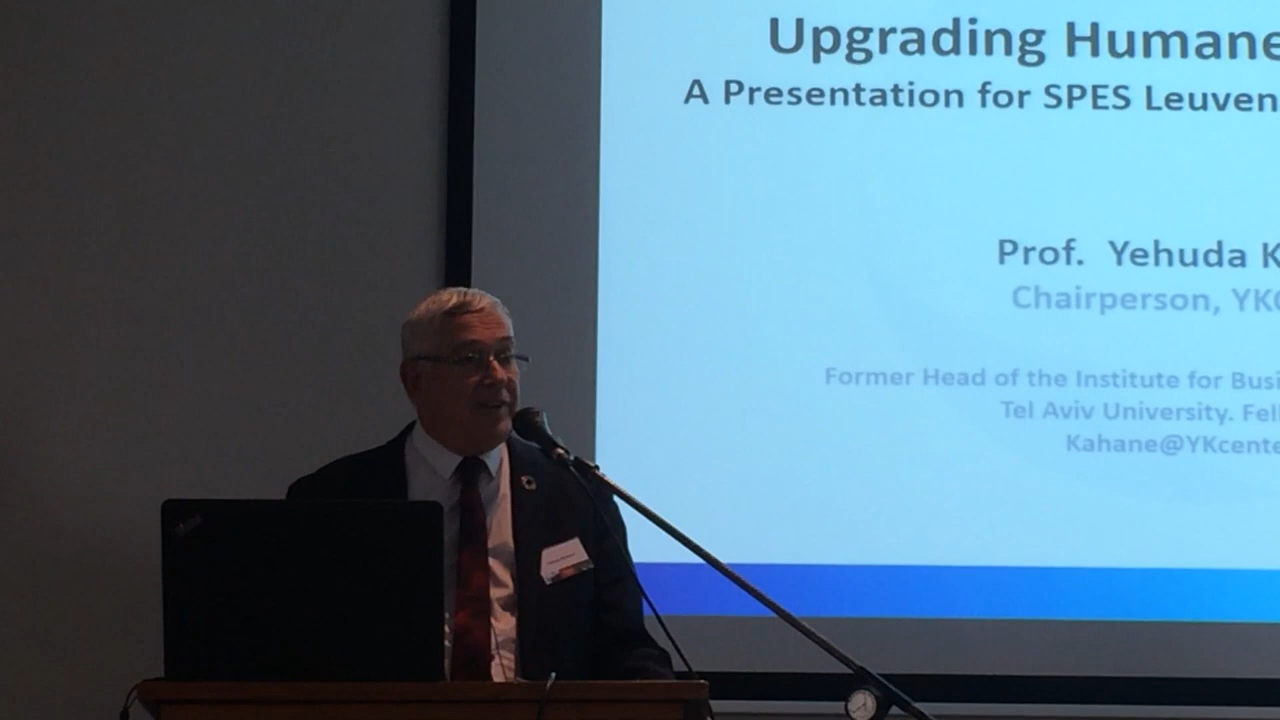 Upgrading Humane
A Presentation for SPES Leuven
Prof. Yehuda K
Chairperson, YK
Former Head of the Institute for Busi
Tel Aviv University. Fel
Kahane@YKcente